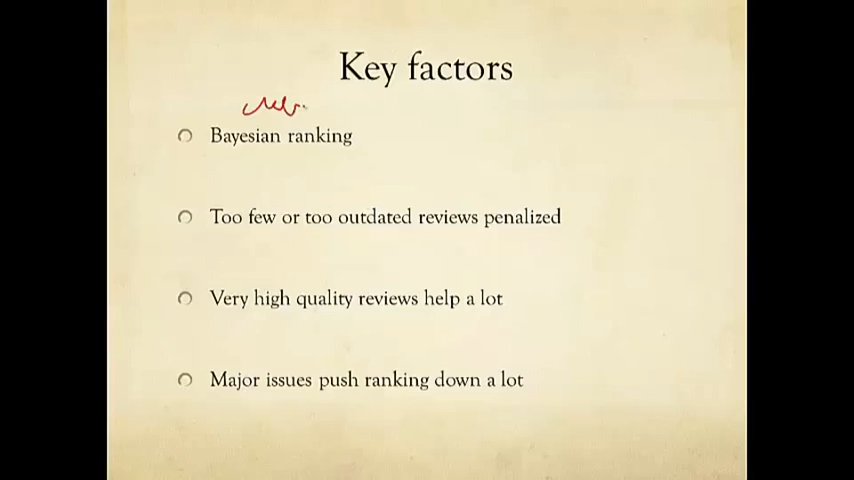 Key factors
Bayesian ranking
Too few or too outdated reviews penalized
Very high quality reviews help a lot
Major issues push ranking down a lot